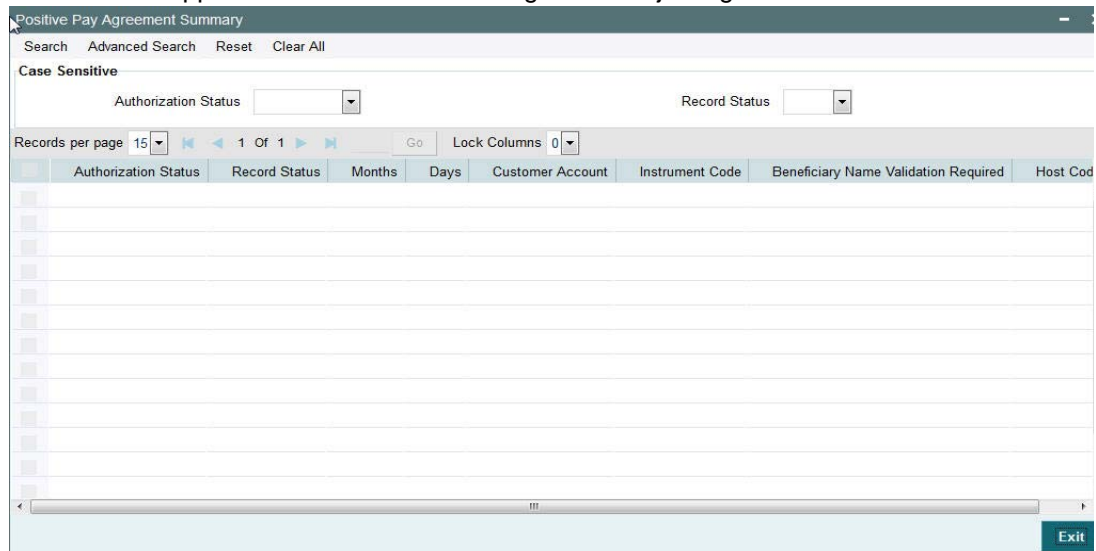 Positive Pay Agreement Summary
Search Advanced Search Reset Clear All
Case Sensitive
Authorization Status Record Status
Records per page 15 1 Of 1 Go Lock Columns 0
Authorization Status Record Status Months Days Customer Account Instrument Code Beneficiary Name Validation Required Host Cod
Exit